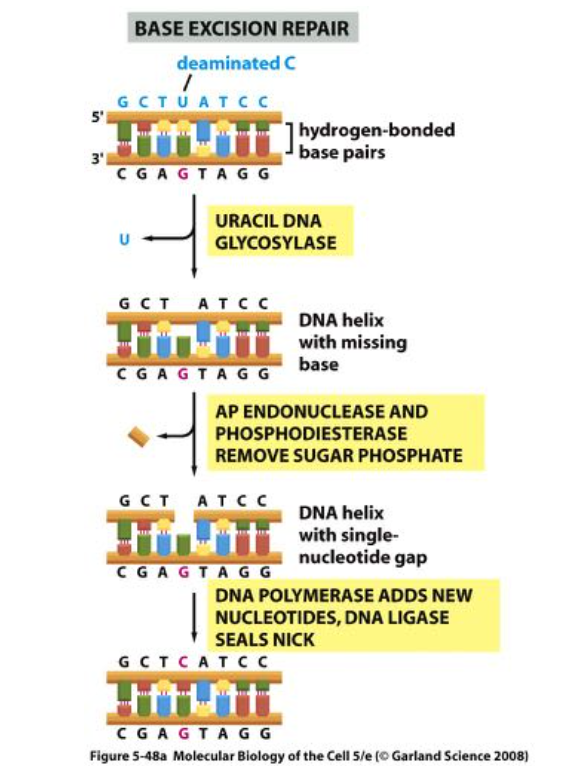 BASE EXCISION REPAIR
deaminated C
G C T U A T C C
5'
hydrogen-bonded
base pairs
3'
C G A G T A G G
URACIL DNA
GLYCOSYLASE
U
G C T A T C C
DNA helix
with missing
base
C G A G T A G G
AP ENDONUCLEASE AND
PHOSPHODIESTERASE
REMOVE SUGAR PHOSPHATE
G C T A T C C
DNA helix
with single-
nucleotide gap
C G A G T A G G
DNA POLYMERASE ADDS NEW
NUCLEOTIDES, DNA LIGASE
SEALS NICK
G C T C A T C C
C G A G T A G G
Figure 5-48a Molecular Biology of the Cell 5/e (© Garland Science 2008)